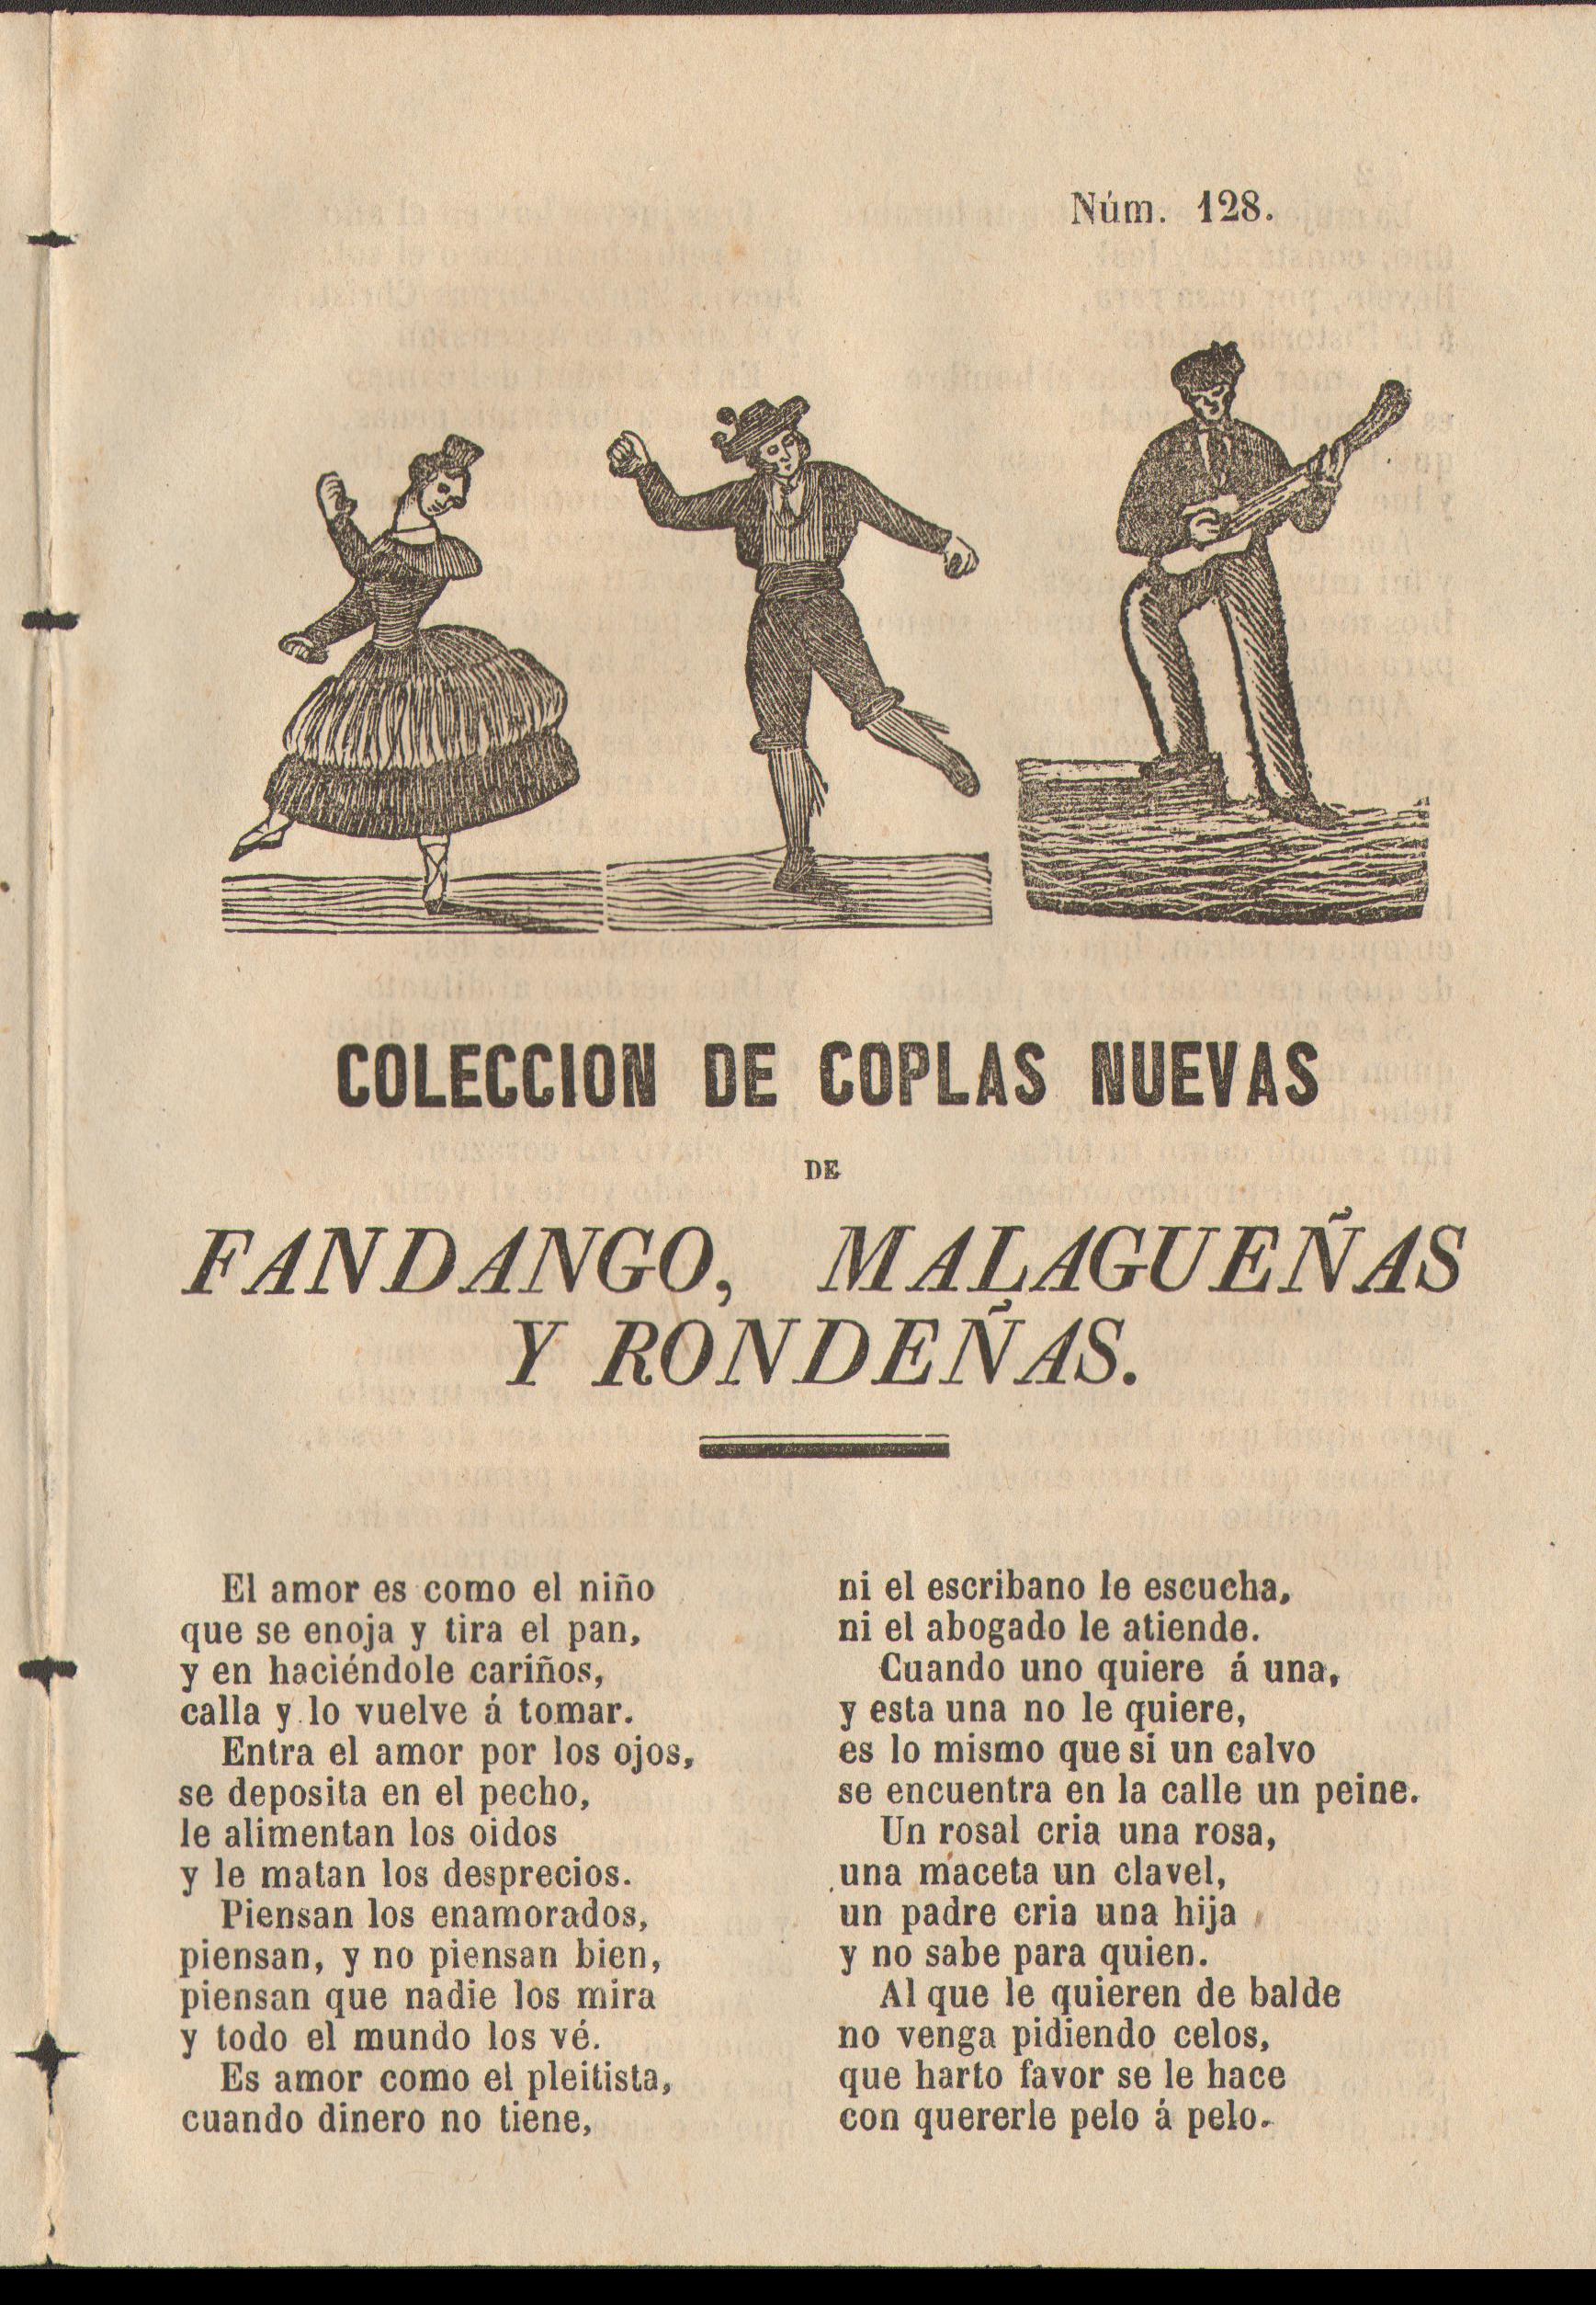 Núm. 128.
COLECCION DE COPLAS NUEVAS
DE
FANDANGO, MALAGUEÑAS
Y RONDEÑAS.
El amor es como el niño
que se enoja y tira el pan,
y en haciéndole cariños,
calla y lo vuelve á tomar.
Entra el amor por los ojos,
se deposita en el pecho,
le alimentan los oidos
y le matan los desprecios.
Piensan los enamorados,
piensan, y no piensan bien,
piensan que nadie los mira
y todo el mundo los vé.
Es amor como el pleitista,
cuando dinero no tiene,
ni el escribano le escucha,
ni el abogado le atiende.
Cuando uno quiere á una,
y esta una no le quiere,
es lo mismo que si un calvo
se encuentra en la calle un peine.
Un rosal cria una rosa,
una maceta un clavel,
un padre cria una hija
y no sabe para quien.
Al que le quieren de balde
no venga pidiendo celos,
que harto favor se le hace
con quererle pelo á pelo.